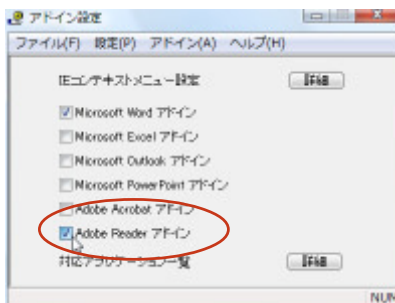 アドイン設定
ファイル(F) 設定(P) アドイン(A) ヘルプ(H)
IEコンテキストメニュー設定 詳細
Microsoft Word アドイン
Microsoft Excel アドイン
Microsoft Outlook アドイン
Microsoft PowerPoint アドイン
Adobe Acrobat アドイン
Adobe Reader アドイン
対応アプリケーション一覧 詳細
NUM